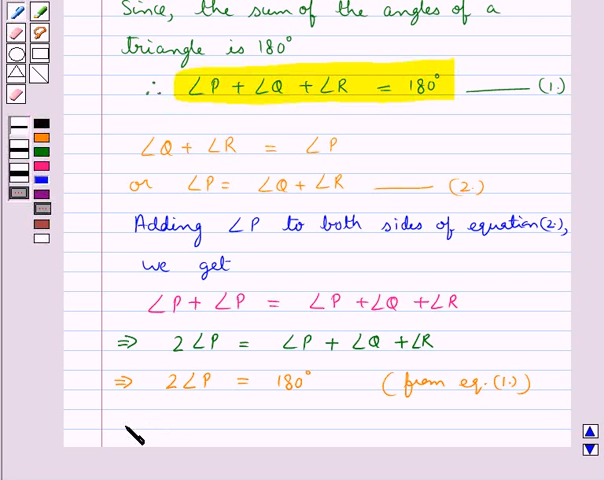 Since, the sum of the angles of a
triangle is 180°
∴ ∠P + ∠Q + ∠R = 180° ——— (1.)
∠Q + ∠R = ∠P
or ∠P = ∠Q + ∠R ——— (2.)
Adding ∠P to both sides of equation(2.),
we get
∠P + ∠P = ∠P + ∠Q + ∠R
⇒ 2∠P = ∠P + ∠Q + ∠R
⇒ 2∠P = 180° (from eq.(1.))